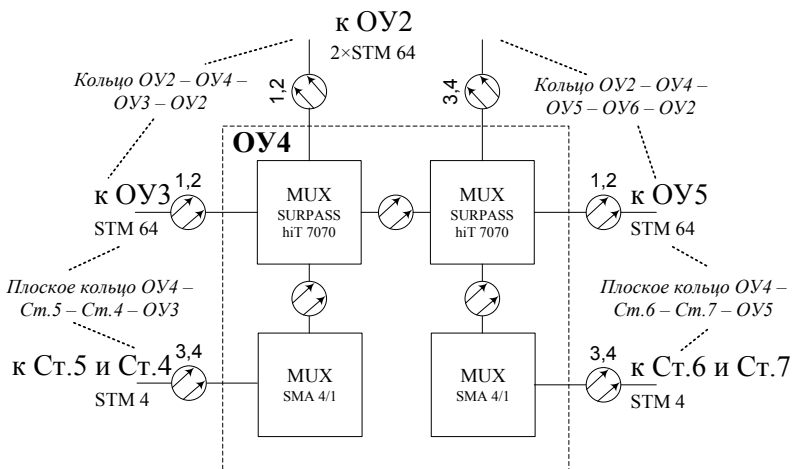 к ОУ2
2×STM 64
Кольцо ОУ2 – ОУ4 –
ОУ3 – ОУ2
1,2
3,4
Кольцо ОУ2 – ОУ4 –
ОУ5 – ОУ6 – ОУ2
ОУ4
к ОУ3
1,2
STM 64
MUX
SURPASS
hiT 7070
MUX
SURPASS
hiT 7070
1,2
к ОУ5
STM 64
Плоское кольцо ОУ4 –
Ст.5 – Ст.4 – ОУ3
Плоское кольцо ОУ4 –
Ст.6 – Ст.7 – ОУ5
к Ст.5 и Ст.4
3,4
STM 4
MUX
SMA 4/1
MUX
SMA 4/1
3,4
к Ст.6 и Ст.7
STM 4